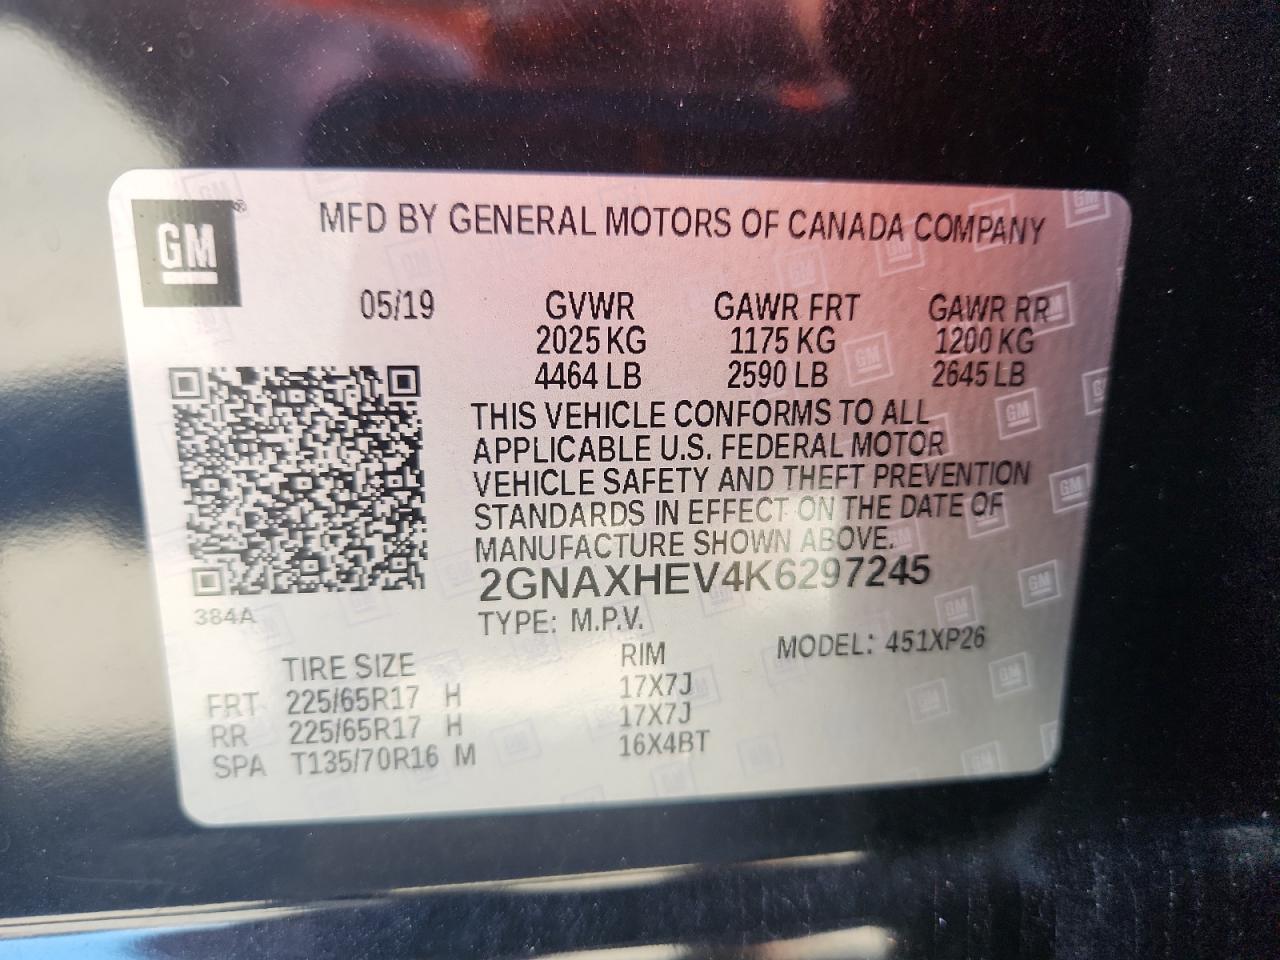 GM®
MFD BY GENERAL MOTORS OF CANADA COMPANY
05/19 GVWR GAWR FRT GAWR RR
2025 KG 1175 KG 1200 KG
4464 LB 2590 LB 2645 LB
THIS VEHICLE CONFORMS TO ALL
APPLICABLE U.S. FEDERAL MOTOR
VEHICLE SAFETY AND THEFT PREVENTION
STANDARDS IN EFFECT ON THE DATE OF
MANUFACTURE SHOWN ABOVE.
2GNAXHEV4K6297245
384A
TYPE: M.P.V. MODEL: 451XP26
TIRE SIZE RIM
FRT 225/65R17 H 17X7J
RR 225/65R17 H 17X7J
SPA T135/70R16 M 16X4BT